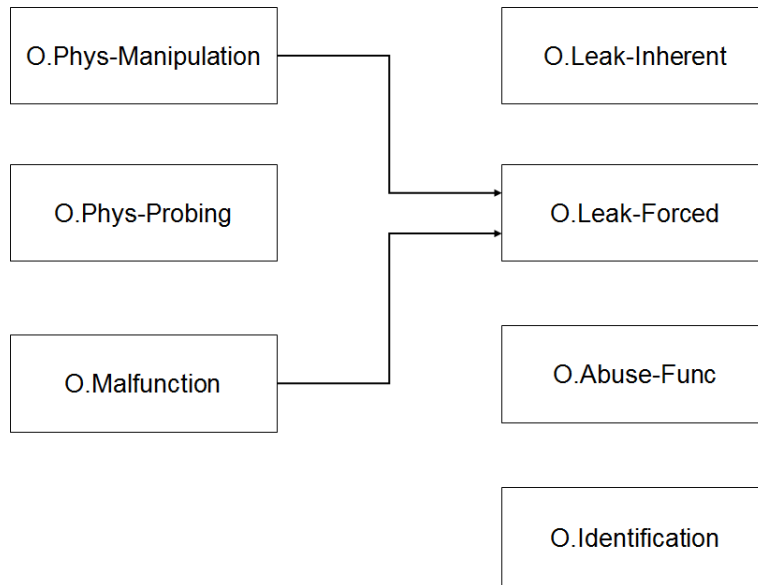 O.Phys-Manipulation
O.Leak-Inherent
O.Phys-Probing
O.Leak-Forced
O.Malfunction
O.Abuse-Func
O.Identification